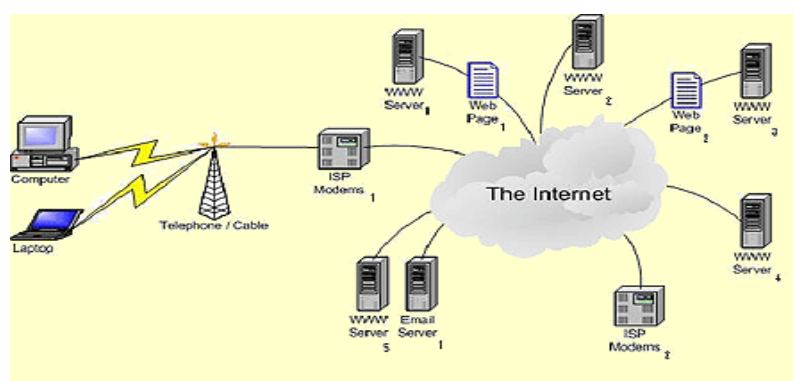 WWW
Server
Web
Page 1
WWW
Server 2
Web
Page 2
WWW
Server 3
Computer
ISP
Modems 1
The Internet
Telephone / Cable
Laptop
WWW
Server 4
WWW
Server 5
Email
Server 1
ISP
Modems 2